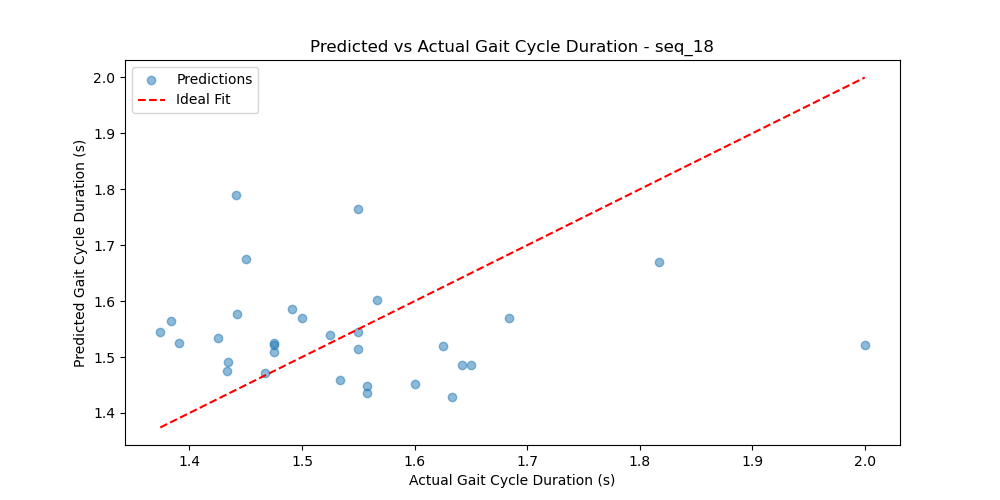 Predicted vs Actual Gait Cycle Duration - seq_18
Predictions
Ideal Fit
Predicted Gait Cycle Duration (s)
2.0
1.9
1.8
1.7
1.6
1.5
1.4
1.4 1.5 1.6 1.7 1.8 1.9 2.0
Actual Gait Cycle Duration (s)